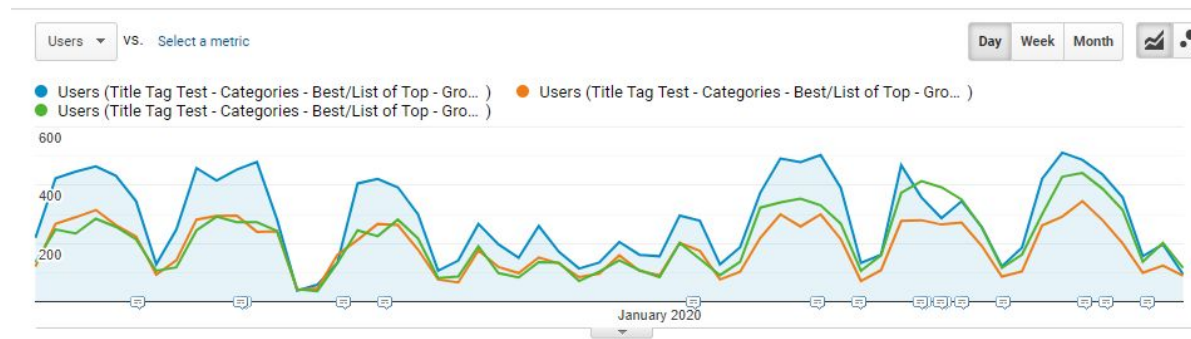 Users VS. Select a metric Day Week Month
Users (Title Tag Test - Categories - Best/List of Top - Gro... ) Users (Title Tag Test - Categories - Best/List of Top - Gro... )
Users (Title Tag Test - Categories - Best/List of Top - Gro... )
600
400
200
January 2020